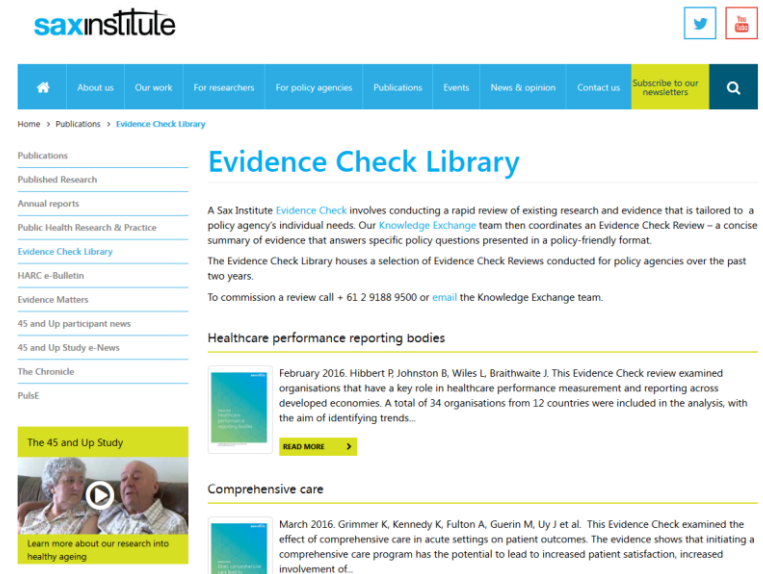 saxinstitute
You
Tube
About us
Our work
For researchers
For policy agencies
Publications
Events
News & opinion
Contact us
Subscribe to our
newsletters
Home > Publications > Evidence Check Library
Publications
Published Research
Annual reports
Public Health Research & Practice
Evidence Check Library
HARC e-Bulletin
Evidence Matters
45 and Up participant news
45 and Up Study e-News
The Chronicle
PulsE
The 45 and Up Study
Learn more about our research into
healthy ageing
Evidence Check Library
A Sax Institute Evidence Check involves conducting a rapid review of existing research and evidence that is tailored to a
policy agency's individual needs. Our Knowledge Exchange team then coordinates an Evidence Check Review – a concise
summary of evidence that answers specific policy questions presented in a policy-friendly format.
The Evidence Check Library houses a selection of Evidence Check Reviews conducted for policy agencies over the past
two years.
To commission a review call + 61 2 9188 9500 or email the Knowledge Exchange team.
Healthcare performance reporting bodies
Healthcare
performance
reporting bodies
February 2016. Hibbert P, Johnston B, Wiles L, Braithwaite J. This Evidence Check review examined
organisations that have a key role in healthcare performance measurement and reporting across
developed economies. A total of 34 organisations from 12 countries were included in the analysis, with
the aim of identifying trends...
READ MORE >
Comprehensive care
March 2016. Grimmer K, Kennedy K, Fulton A, Guerin M, Uy J et al. This Evidence Check examined the
effect of comprehensive care in acute settings on patient outcomes. The evidence shows that initiating a
comprehensive care program has the potential to lead to increased patient satisfaction, increased
involvement of...